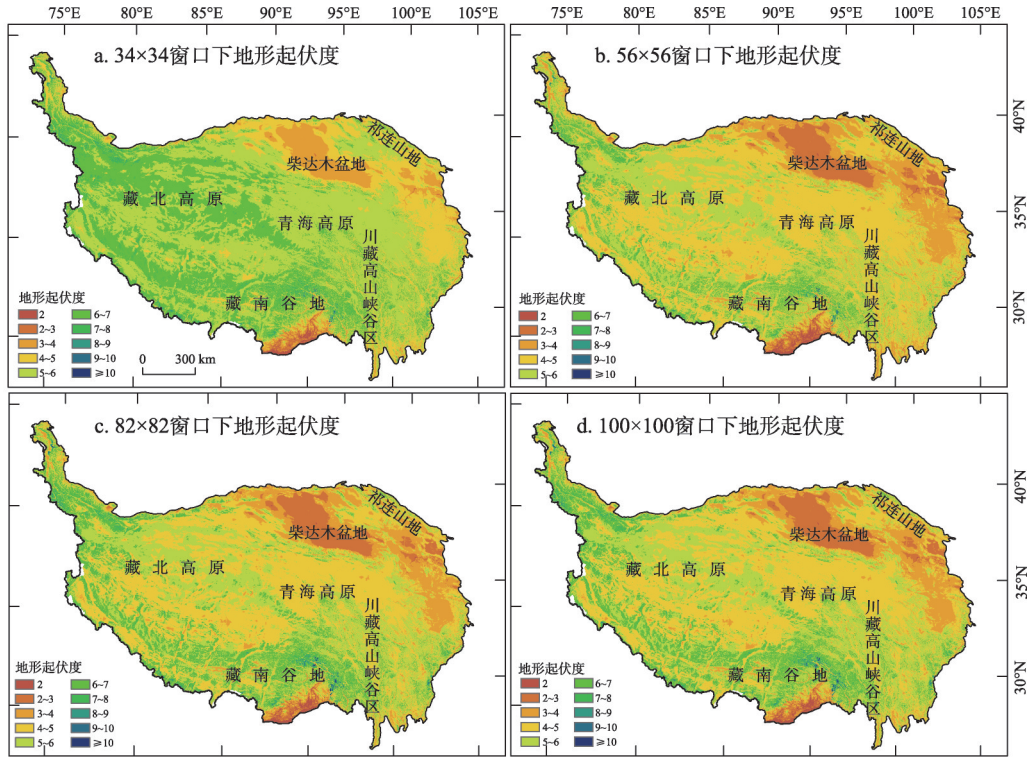 75°E 80°E 85°E 90°E 95°E 100°E 105°E
75°E 80°E 85°E 90°E 95°E 100°E 105°E
a. 34×34窗口下地形起伏度
祁连山地
柴达木盆地
藏北高原
青海高原
川藏高山峡谷区
藏南谷地
地形起伏度
2 6~7
2~3 7~8
3~4 8~9
4~5 9~10
5~6 ≥10
0 300 km
b. 56×56窗口下地形起伏度
祁连山地
柴达木盆地
藏北高原
青海高原
川藏高山峡谷区
藏南谷地
地形起伏度
2 6~7
2~3 7~8
3~4 8~9
4~5 9~10
5~6 ≥10
40°N
35°N
30°N
c. 82×82窗口下地形起伏度
祁连山地
柴达木盆地
藏北高原
青海高原
川藏高山峡谷区
藏南谷地
地形起伏度
2 6~7
2~3 7~8
3~4 8~9
4~5 9~10
5~6 ≥10
d. 100×100窗口下地形起伏度
祁连山地
柴达木盆地
藏北高原
青海高原
川藏高山峡谷区
藏南谷地
地形起伏度
2 6~7
2~3 7~8
3~4 8~9
4~5 9~10
5~6 ≥10
40°N
35°N
30°N
75°E 80°E 85°E 90°E 95°E 100°E 105°E
75°E 80°E 85°E 90°E 95°E 100°E 105°E